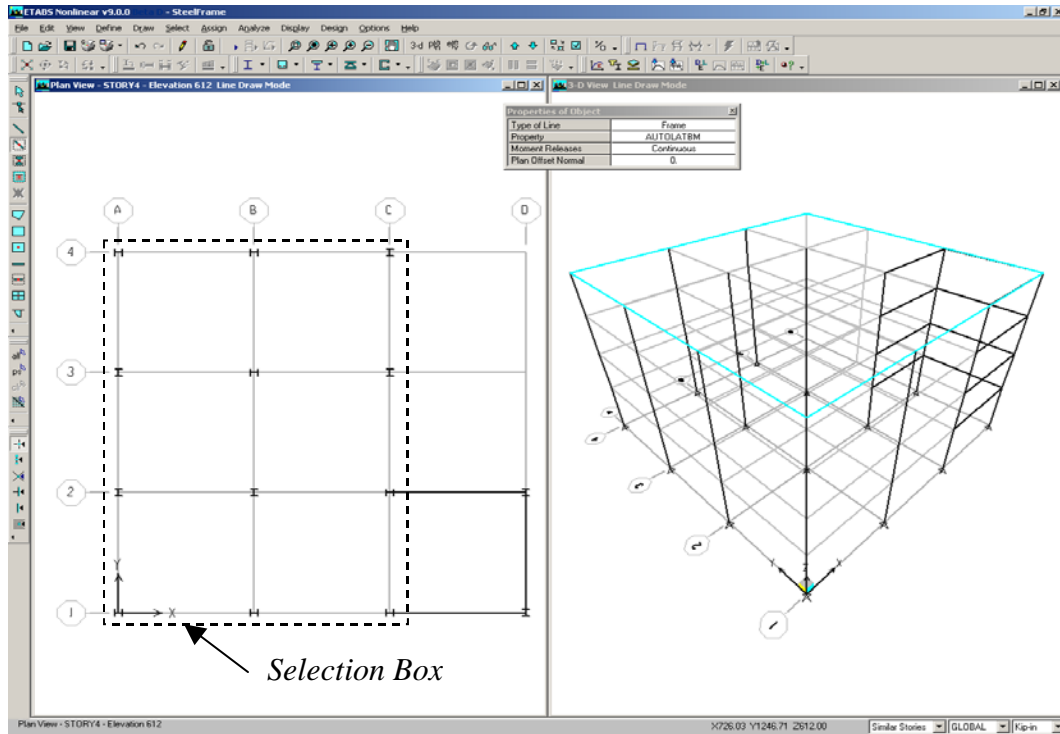 ETABS Nonlinear v9.0.0 - SteelFrame
File Edit View Define Draw Select Assign Analyze Display Design Options Help
3-d
Plan View - STORY4 - Elevation 612 Line Draw Mode
3-D View Line Draw Mode
Properties of Object
Type of Line Frame
Property AUTOLATBM
Moment Releases Continuous
Plan Offset Normal 0.
A B C D
4
3
2
1
Y
X
Selection Box
Y Z X
2
1
Plan View - STORY4 - Elevation 612
X726.03 Y1246.71 Z612.00
Similar Stories GLOBAL Kip-in